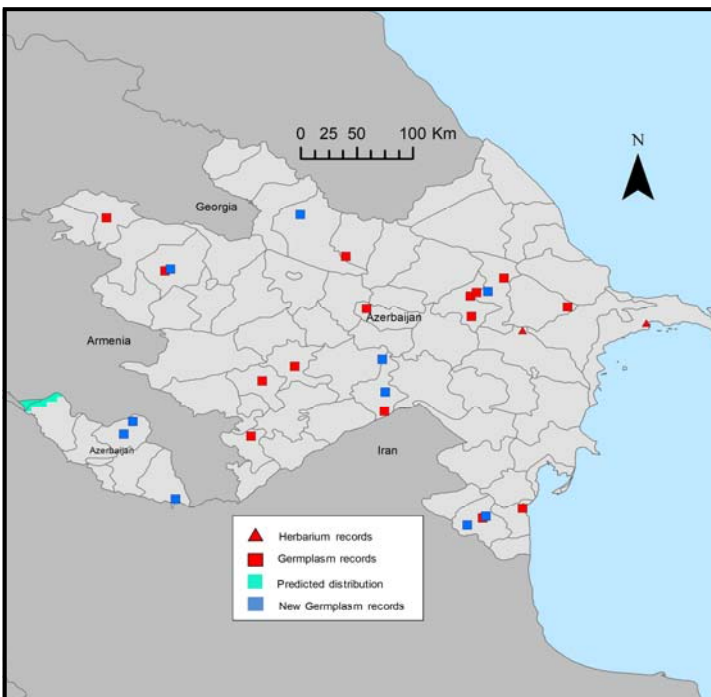 0 25 50 100 Km
N
Georgia
Azerbaijan
Armenia
Iran
Azerbaijan
Herbarium records
Germplasm records
Predicted distribution
New Germplasm records